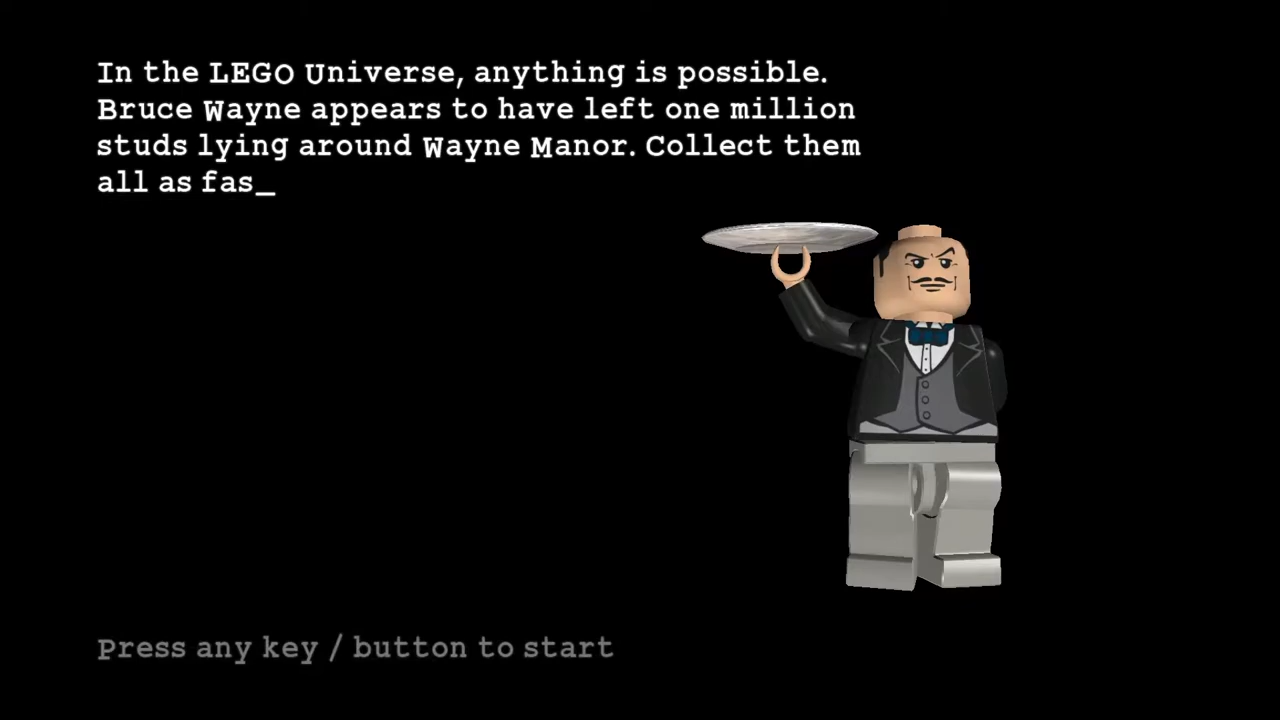 In the LEGO Universe, anything is possible.
Bruce Wayne appears to have left one million
studs lying around Wayne Manor. Collect them
all as fas_
Press any key / button to start